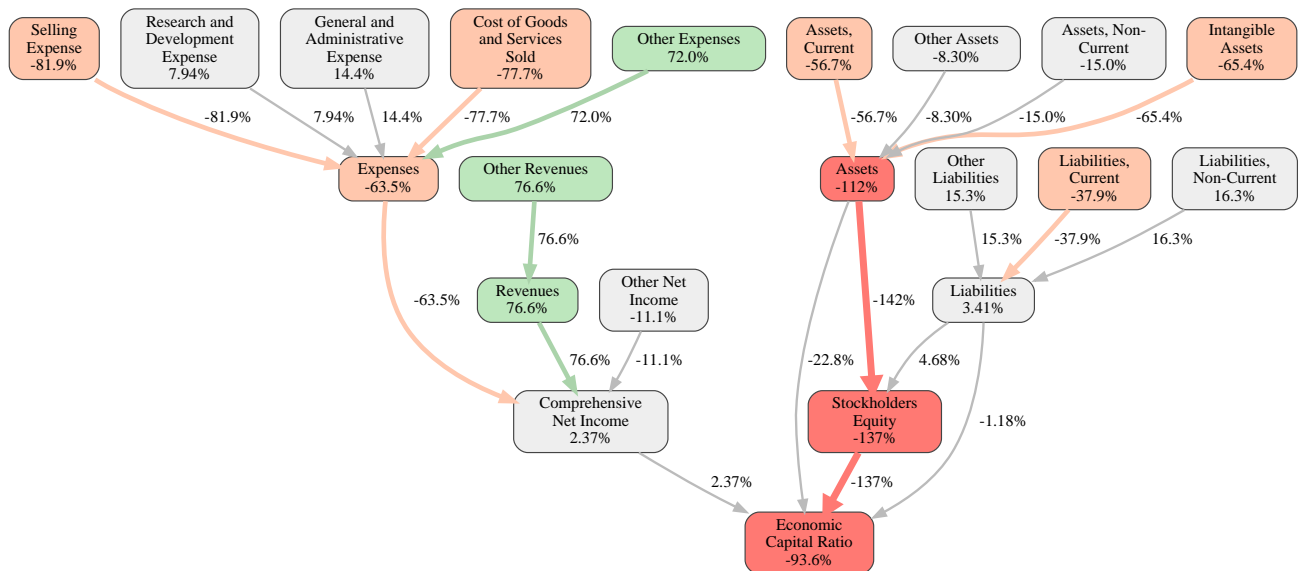 Selling
Expense
-81.9%
Research and
Development
Expense
7.94%
General and
Administrative
Expense
14.4%
Cost of Goods
and Services
Sold
-77.7%
Other Expenses
72.0%
Assets,
Current
-56.7%
Other Assets
-8.30%
Assets, Non-
Current
-15.0%
Intangible
Assets
-65.4%
-81.9%
7.94%
14.4%
-77.7%
72.0%
-56.7%
-8.30%
-15.0%
-65.4%
Expenses
-63.5%
Other Revenues
76.6%
Assets
-112%
Other
Liabilities
15.3%
Liabilities,
Current
-37.9%
Liabilities,
Non-Current
16.3%
76.6%
15.3%
-37.9%
16.3%
-63.5%
Revenues
76.6%
Other Net
Income
-11.1%
-142%
Liabilities
3.41%
76.6%
-11.1%
-22.8%
4.68%
Comprehensive
Net Income
2.37%
Stockholders
Equity
-137%
-1.18%
2.37%
-137%
Economic
Capital Ratio
-93.6%